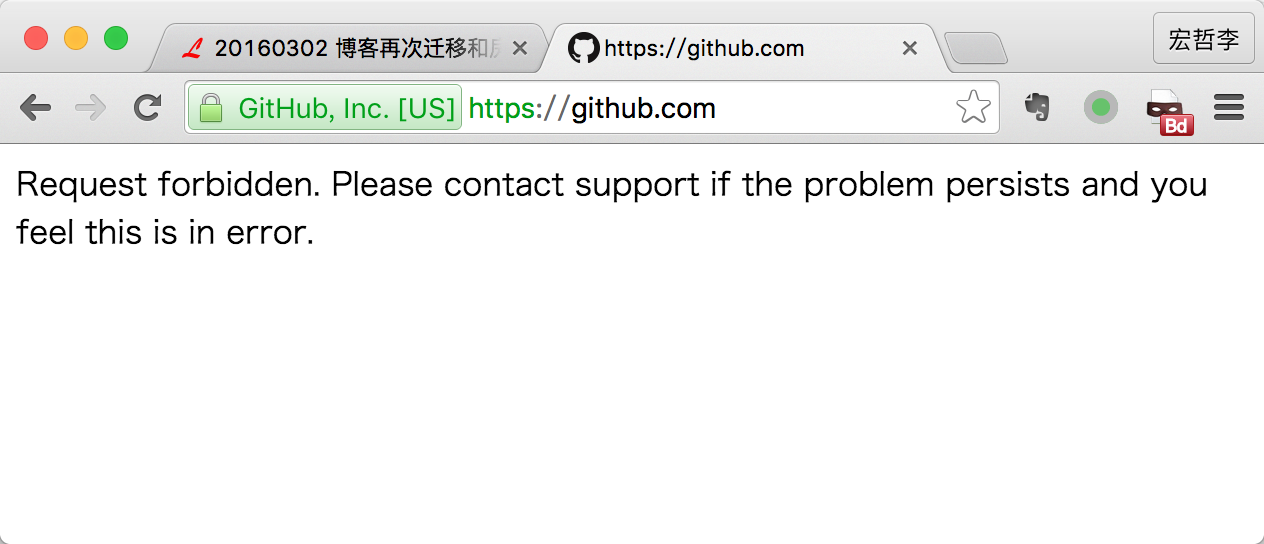 20160302 博客再次迁移和
https://github.com
宏哲李
GitHub, Inc. [US] https://github.com
Bd
Request forbidden. Please contact support if the problem persists and you
feel this is in error.